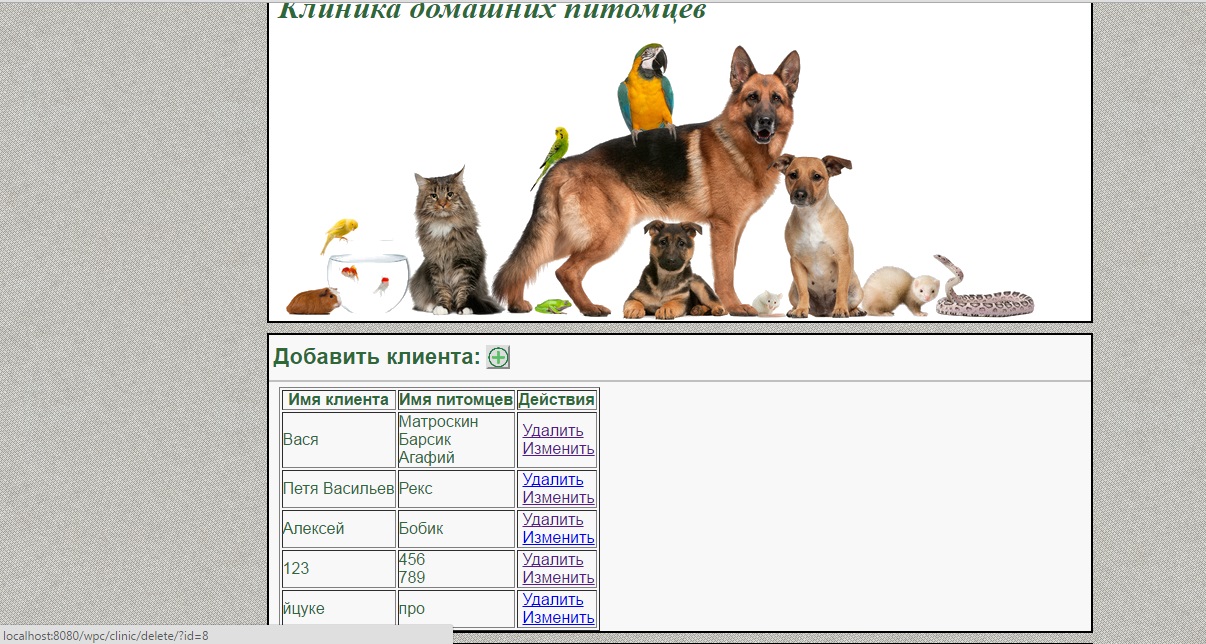 Клиника домашних питомцев
Добавить клиента:
Имя клиента Имя питомцев Действия
Вася
Матроскин
Барсик
Агафий
Удалить
Изменить
Петя Васильев
Рекс
Удалить
Изменить
Алексей
Бобик
Удалить
Изменить
123
456
789
Удалить
Изменить
йцуке
про
Удалить
Изменить
localhost:8080/wpc/clinic/delete/?id=8